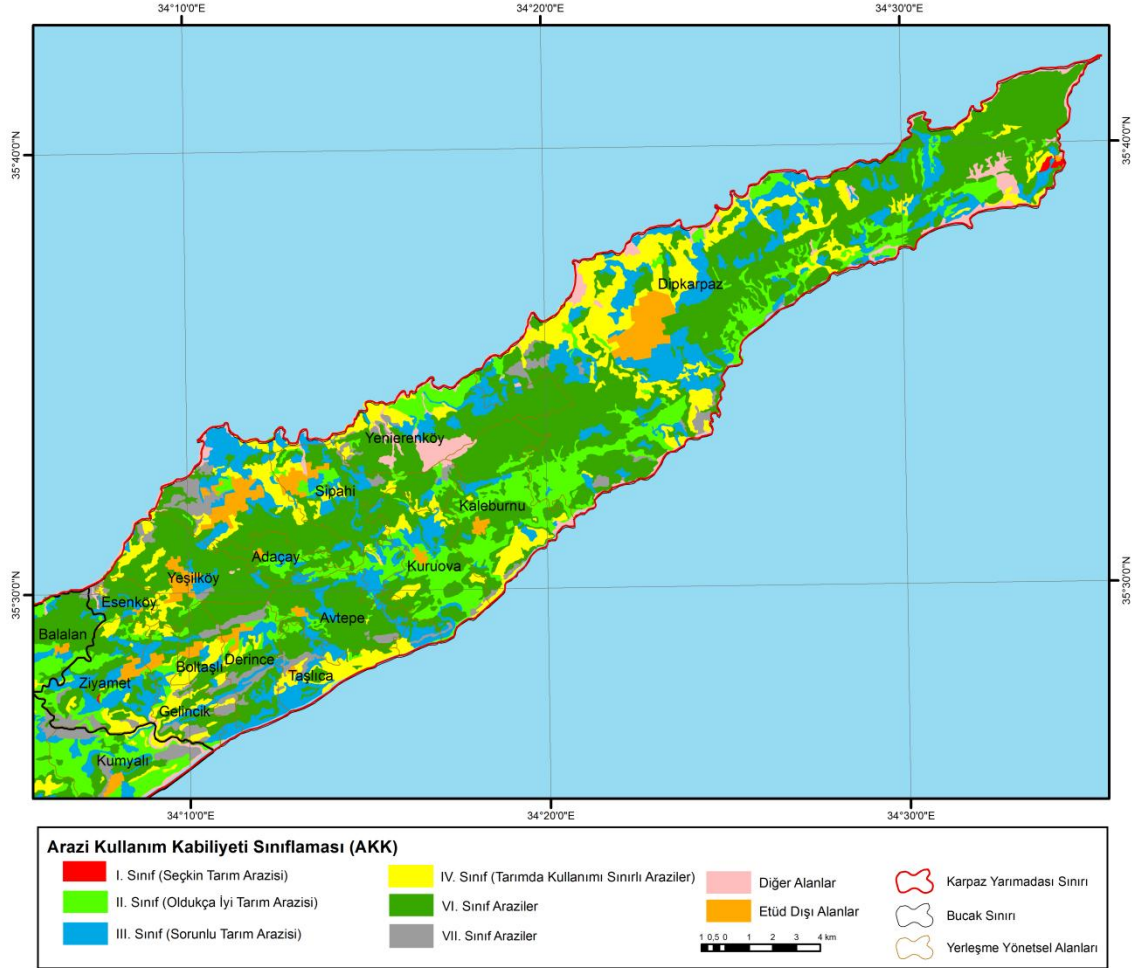 34°10'0"E 34°20'0"E 34°30'0"E
35°40'0"N 35°40'0"N
Dipkarpaz
Yenierenköy
Sipahi
Kaleburnu
Adaçay
Kuruova
Yeşilköy
35°30'0"N 35°30'0"N
Esenköy
Avtepe
Balalan
Derince
Boltaşlı
Taşlıca
Ziyamet
Gelincik
Kumyalı
34°10'0"E 34°20'0"E 34°30'0"E
Arazi Kullanım Kabiliyeti Sınıflaması (AKK)
I. Sınıf (Seçkin Tarım Arazisi)
II. Sınıf (Oldukça İyi Tarım Arazisi)
III. Sınıf (Sorunlu Tarım Arazisi)
IV. Sınıf (Tarımda Kullanımı Sınırlı Araziler)
VI. Sınıf Araziler
VII. Sınıf Araziler
Diğer Alanlar
Etüd Dışı Alanlar
1 0,5 0 1 2 3 4 km
Karpaz Yarımadası Sınırı
Bucak Sınırı
Yerleşme Yönetsel Alanları